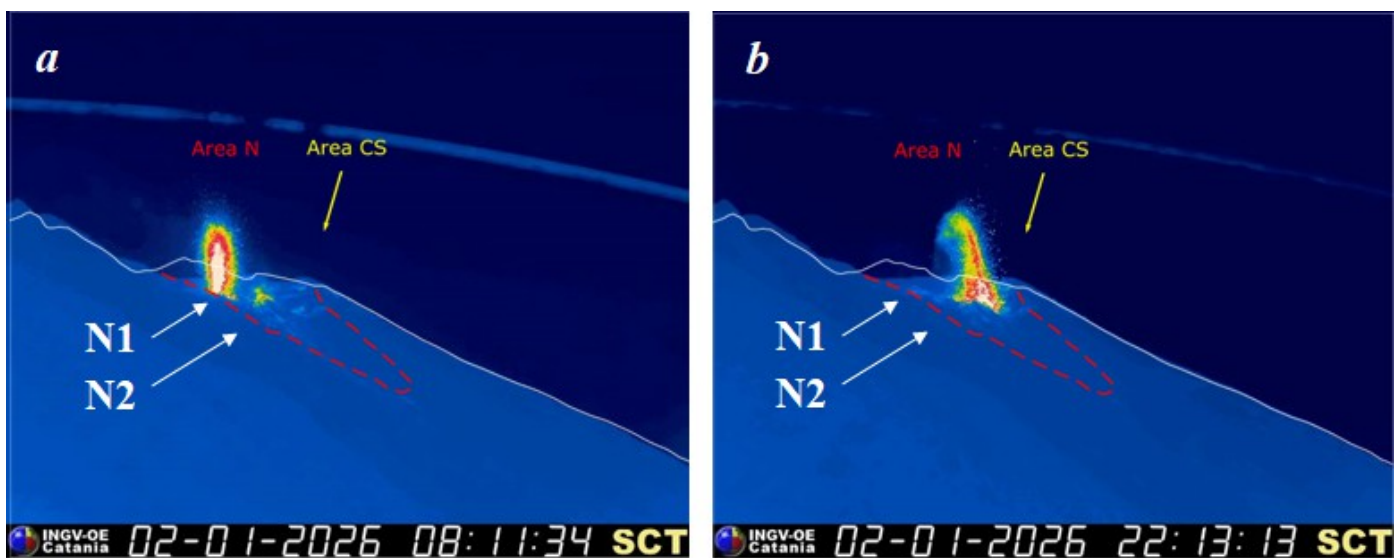 a
Area N
Area CS
N1
N2
INGV-OE
Catania
02-01-2026 08:11:34 SCT
b
Area N
Area CS
N1
N2
INGV-OE
Catania
02-01-2026 22:13:13 SCT